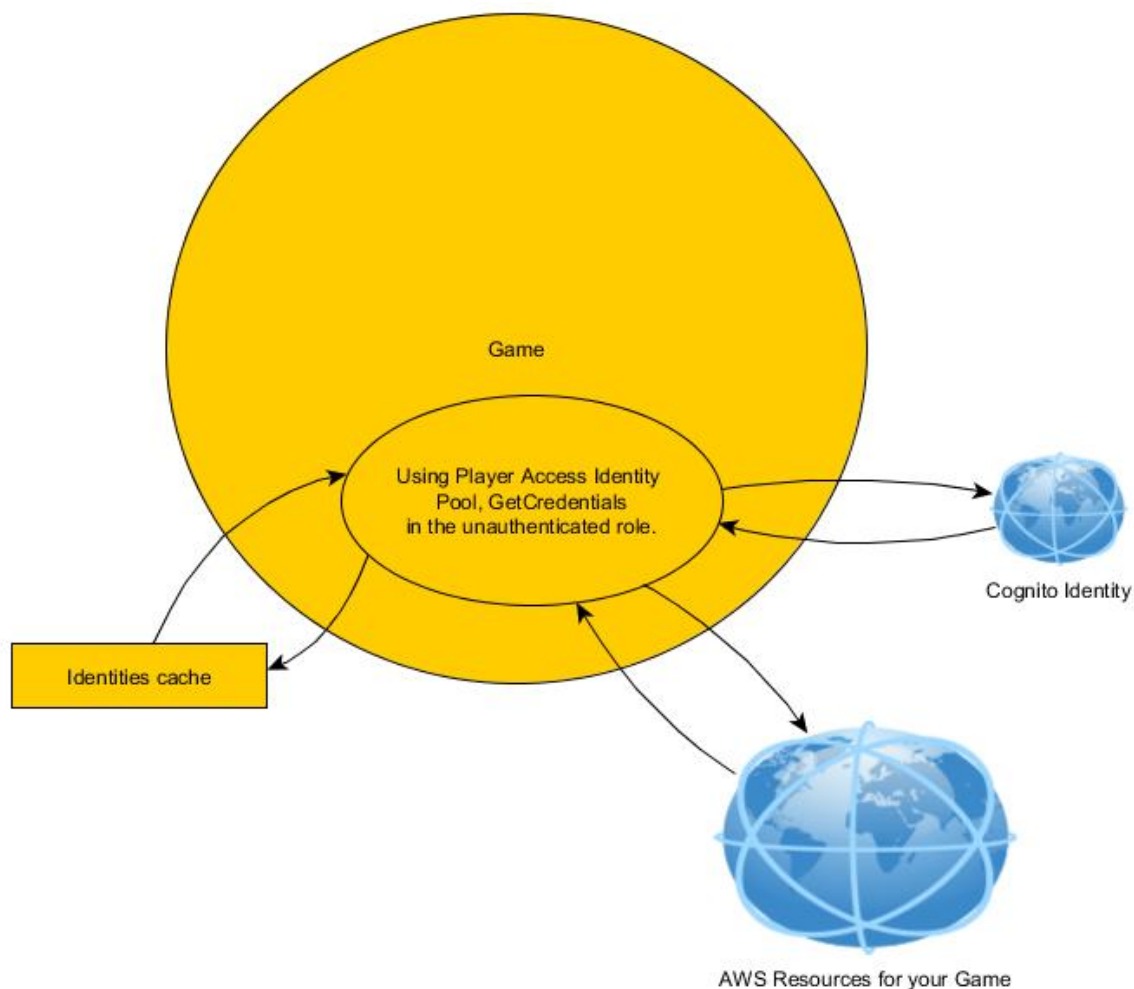 Game
Using Player Access Identity
Pool, GetCredentials
in the unauthenticated role.
Cognito Identity
Identities cache
AWS Resources for your Game